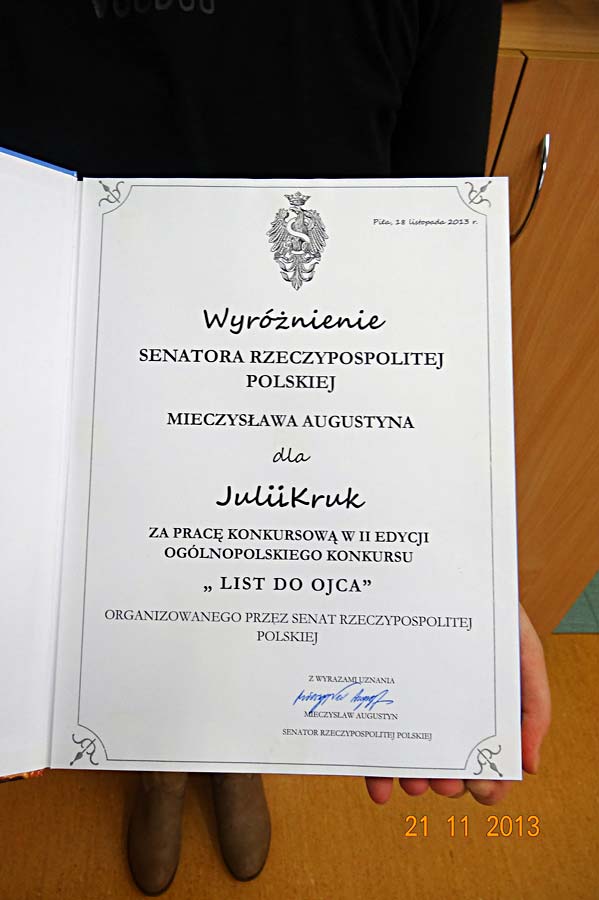 VOODOO
Piła, 18 listopada 2013 r.
Wyróżnienie
SENATORA RZECZYPOSPOLITEJ
POLSKIEJ
MIECZYSŁAWA AUGUSTYNA
dla
JuliiKruk
ZA PRACĘ KONKURSOWĄ W II EDYCJI
OGÓLNOPOLSKIEGO KONKURSU
„ LIST DO OJCA”
ORGANIZOWANEGO PRZEZ SENAT RZECZYPOSPOLITEJ
POLSKIEJ
Z WYRAZAMI UZNANIA
MIECZYSŁAW AUGUSTYN
SENATOR RZECZYPOSPOLITEJ POLSKIEJ
21 11 2013